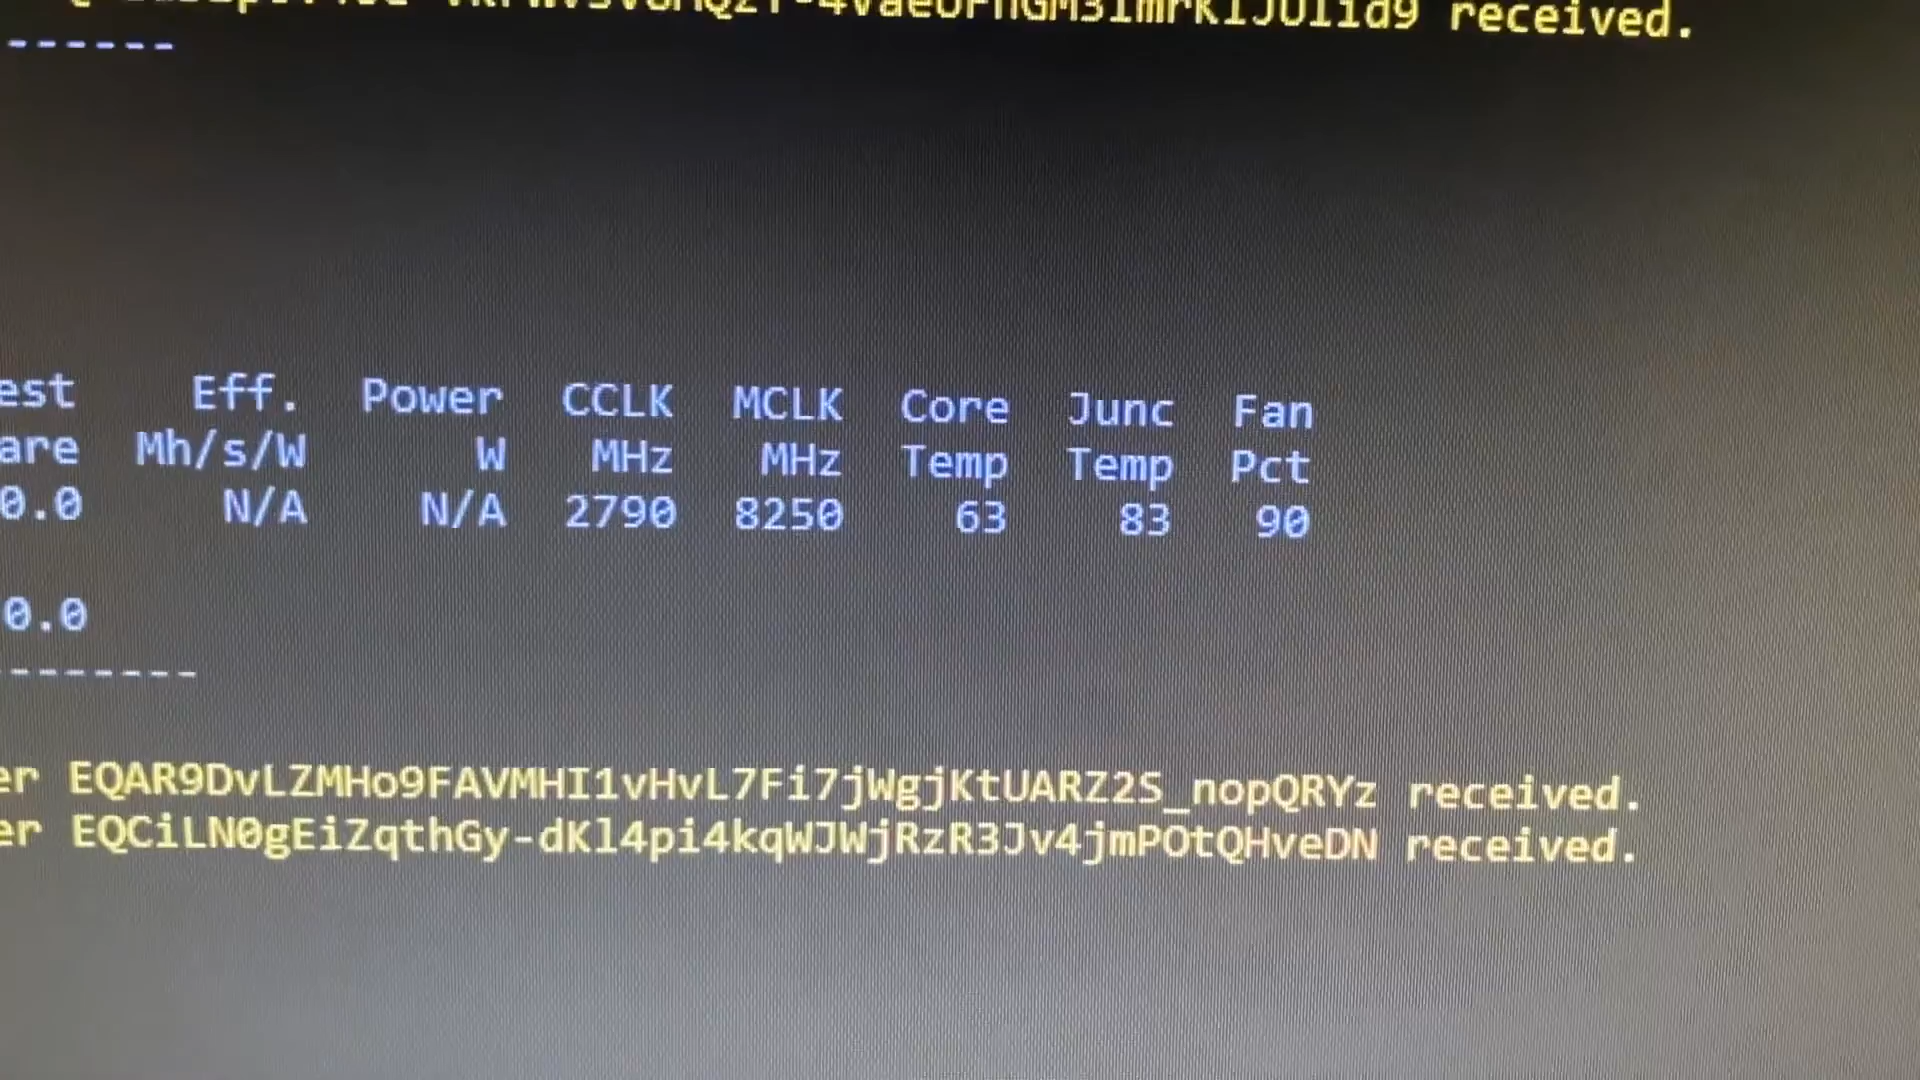 received.
------
est Eff. Power CCLK MCLK Core Junc Fan
are Mh/s/W W MHz MHz Temp Temp Pct
0.0 N/A N/A 2790 8250 63 83 90
0.0
-------
er EQAR9DvLZMHo9FAVMHI1vHvL7Fi7jWgjKtUARZ2S_nopQRYz received.
er EQCiLN0gEiZqthGy-dKl4pi4kqWJWjRzR3Jv4jmPOtQHveDN received.